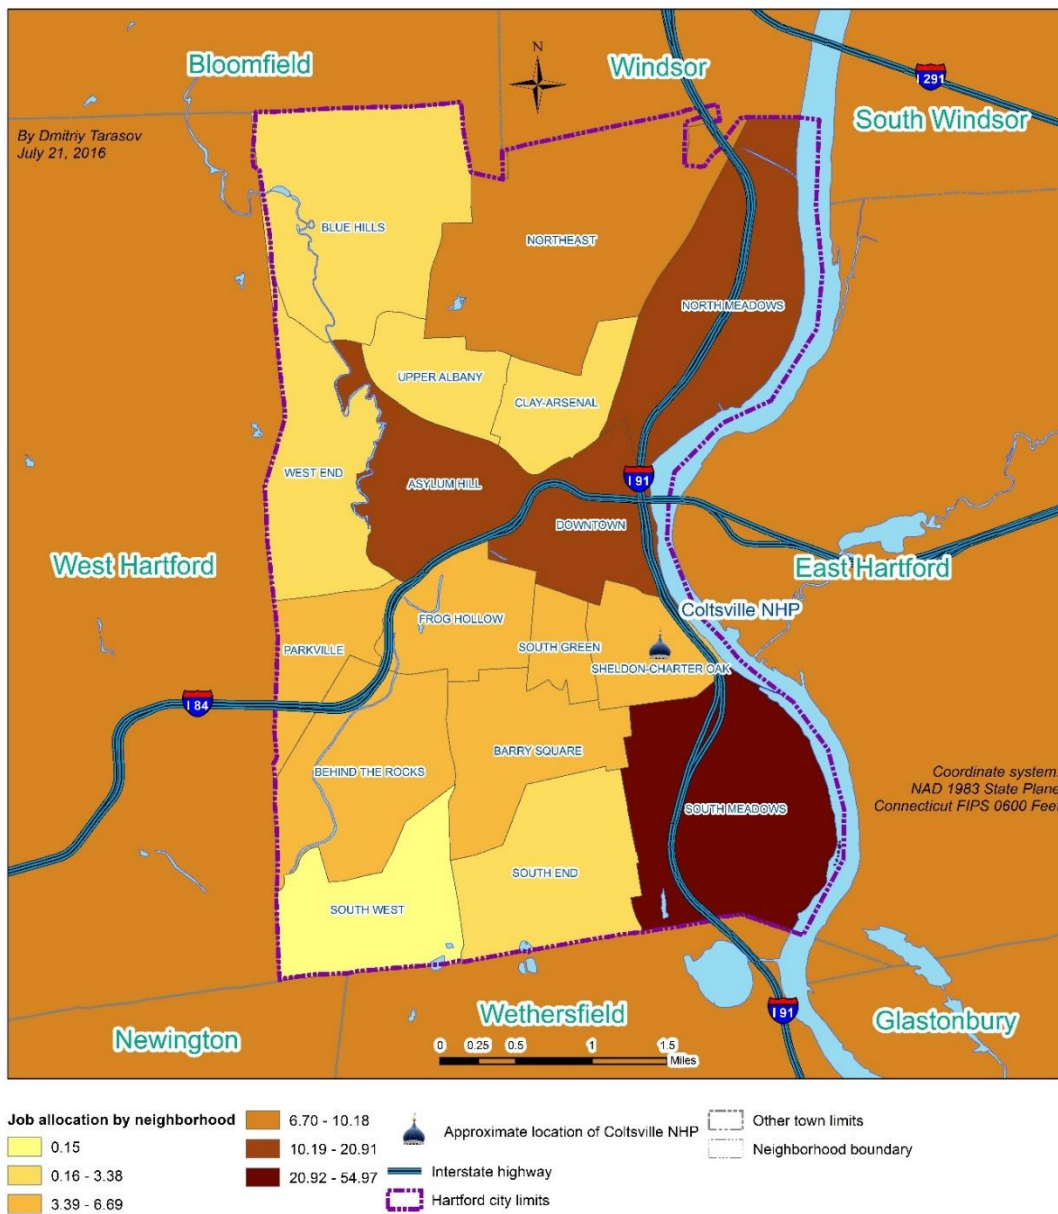 Bloomfield
N
Windsor
I 291
South Windsor
By Dmitriy Tarasov
July 21, 2016
BLUE HILLS
NORTHEAST
NORTH MEADOWS
UPPER ALBANY
CLAY-ARSENAL
WEST END
ASYLUM HILL
I 91
DOWNTOWN
West Hartford
East Hartford
Coltsville NHP
FROG HOLLOW
PARKVILLE
SOUTH GREEN
SHELDON-CHARTER OAK
I 84
BARRY SQUARE
BEHIND THE ROCKS
Coordinate system:
NAD 1983 State Plane
Connecticut FIPS 0600 Feet
SOUTH MEADOWS
SOUTH END
SOUTH WEST
Newington
Wethersfield
I 91
Glastonbury
0 0.25 0.5 1 1.5
Miles
Job allocation by neighborhood
0.15
0.16 - 3.38
3.39 - 6.69
6.70 - 10.18
10.19 - 20.91
20.92 - 54.97
Approximate location of Coltsville NHP
Interstate highway
Hartford city limits
Other town limits
Neighborhood boundary